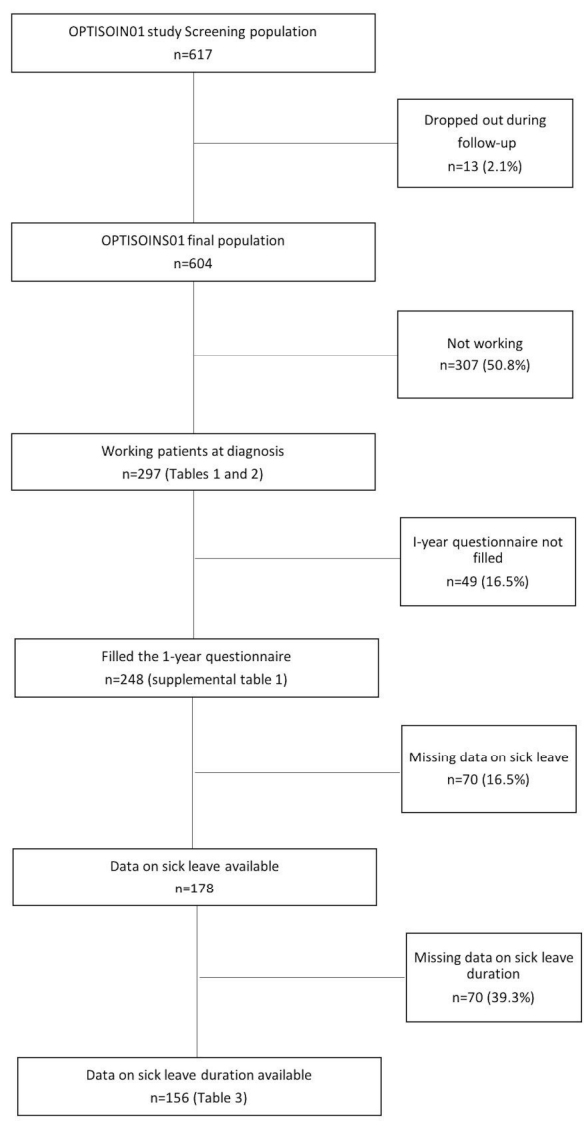 OPTISOIN01 study Screening population
n=617
Dropped out during
follow-up
n=13 (2.1%)
OPTISOINS01 final population
n=604
Not working
n=307 (50.8%)
Working patients at diagnosis
n=297 (Tables 1 and 2)
I-year questionnaire not
filled
n=49 (16.5%)
Filled the 1-year questionnaire
n=248 (supplemental table 1)
Missing data on sick leave
n=70 (16.5%)
Data on sick leave available
n=178
Missing data on sick leave
duration
n=70 (39.3%)
Data on sick leave duration available
n=156 (Table 3)